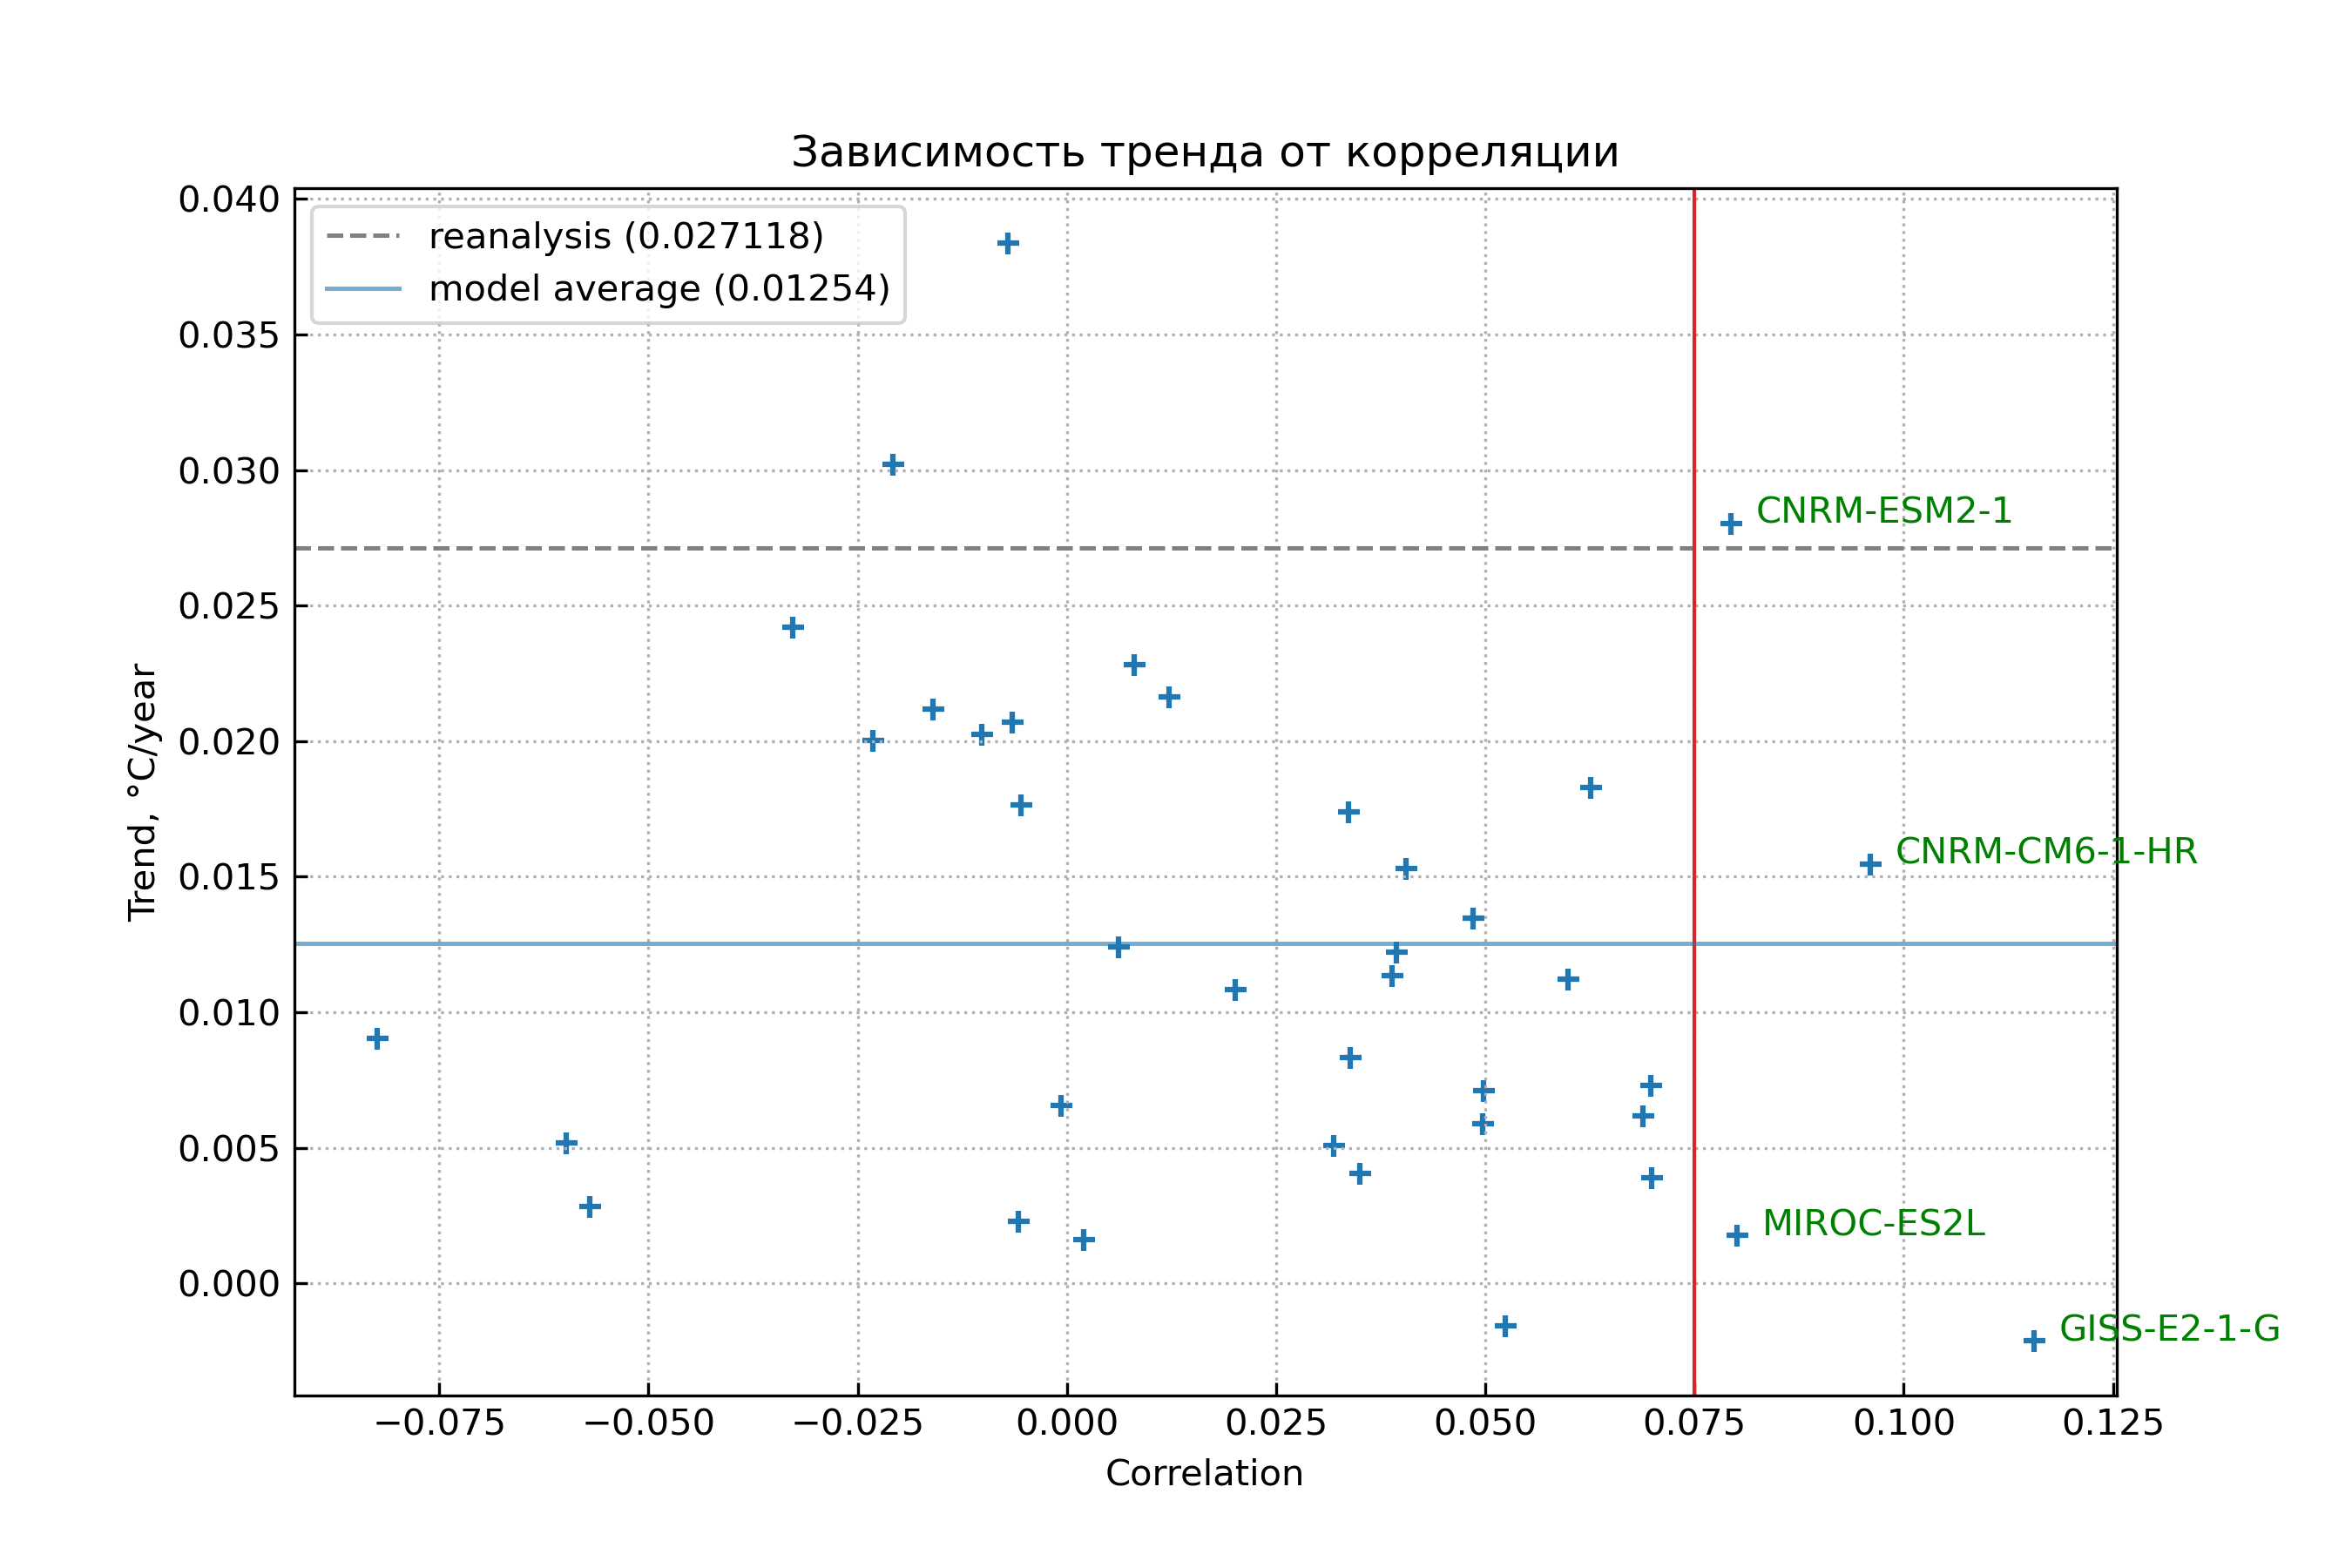 Зависимость тренда от корреляции
reanalysis (0.027118)
model average (0.01254)
Trend, °C/year
0.040
0.035
0.030
0.025
0.020
0.015
0.010
0.005
0.000
CNRM-ESM2-1
CNRM-CM6-1-HR
MIROC-ES2L
GISS-E2-1-G
−0.075 −0.050 −0.025 0.000 0.025 0.050 0.075 0.100 0.125
Correlation